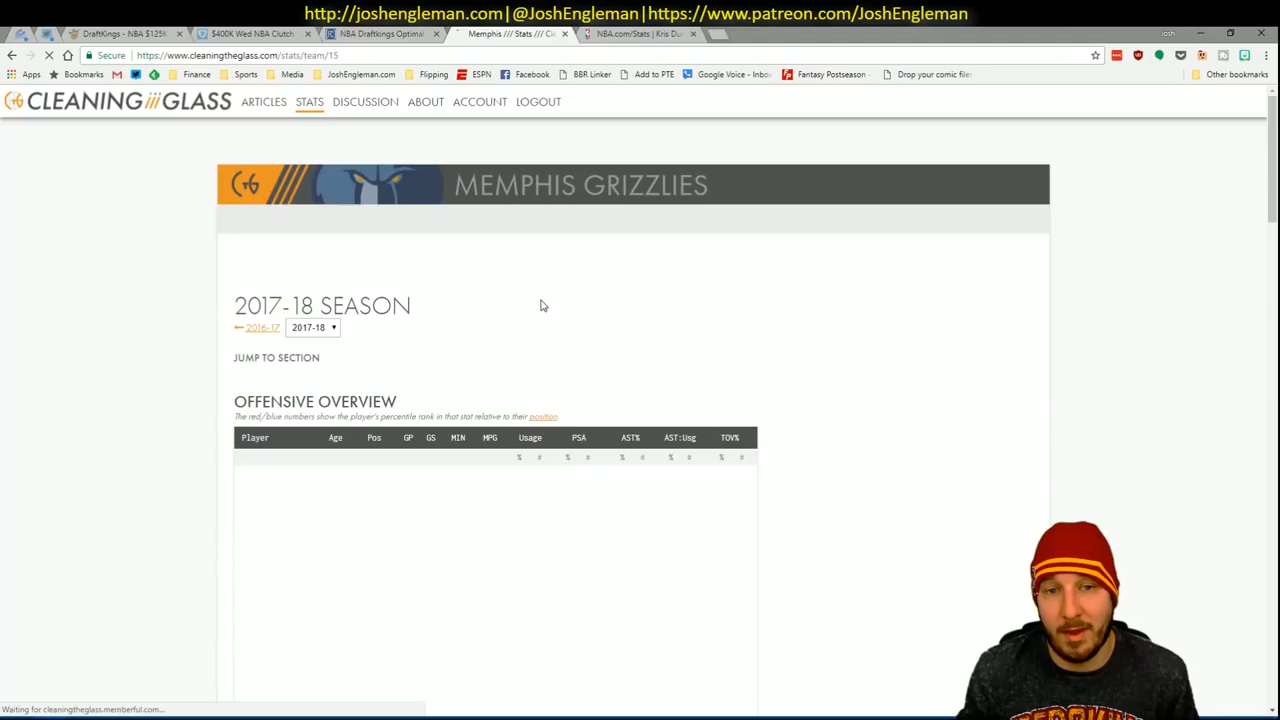 http://joshengleman.com|@JoshEngleman|https://www.patreon.com/JoshEngleman
DraftKings - NBA $125K
$400K Wed NBA Clutch
NBA Draftkings Optimal
Memphis /// Stats /// Cle
NBA.com/Stats | Kris Du
Josh
Secure
https://www.cleaningtheglass.com/stats/team/15
Apps
Bookmarks
Finance
Sports
Media
JoshEngleman.com
Flipping
ESPN
Facebook
BBR Linker
Add to PTE
Google Voice - Inbo
Fantasy Postseason -
Drop your comic file
Other bookmarks
CLEANING THE GLASS
ARTICLES
STATS
DISCUSSION
ABOUT
ACCOUNT
LOGOUT
CTG
MEMPHIS GRIZZLIES
2017-18 SEASON
← 2016-17
2017-18
JUMP TO SECTION
OFFENSIVE OVERVIEW
The red/blue numbers show the player's percentile rank in that stat relative to their position.
Player Age Pos GP GS MIN MPG Usage PSA AST% AST:Usg TOV%
% # % # % # % # % #
Waiting for cleaningtheglass.memberful.com...